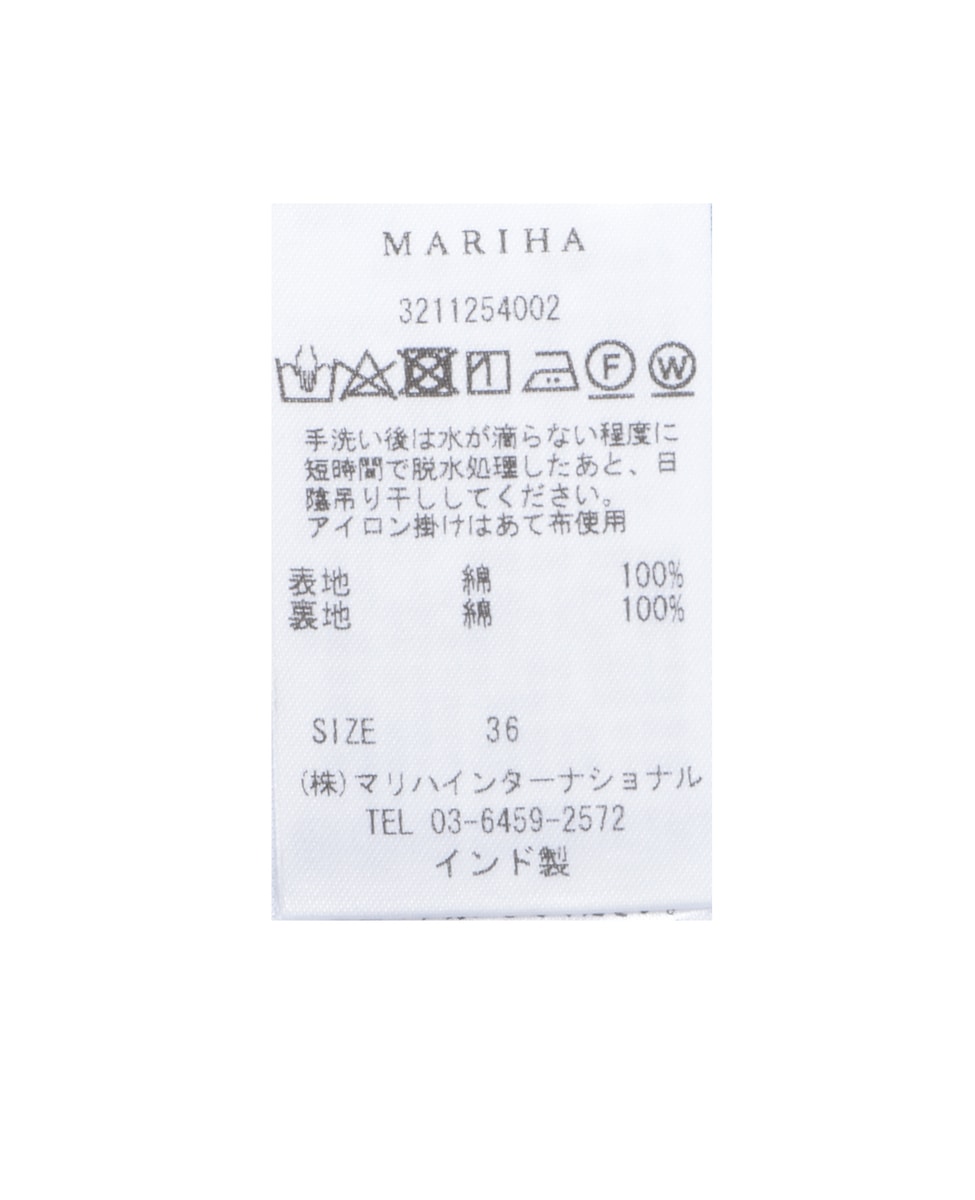 MARIHA
3211254002
F W
手洗い後は水が滴らない程度に
短時間で脱水処理したあと、日
陰吊り干ししてください。
アイロン掛けはあて布使用
表地 綿 100%
裏地 綿 100%
SIZE 36
(株)マリハインターナショナル
TEL 03-6459-2572
インド製